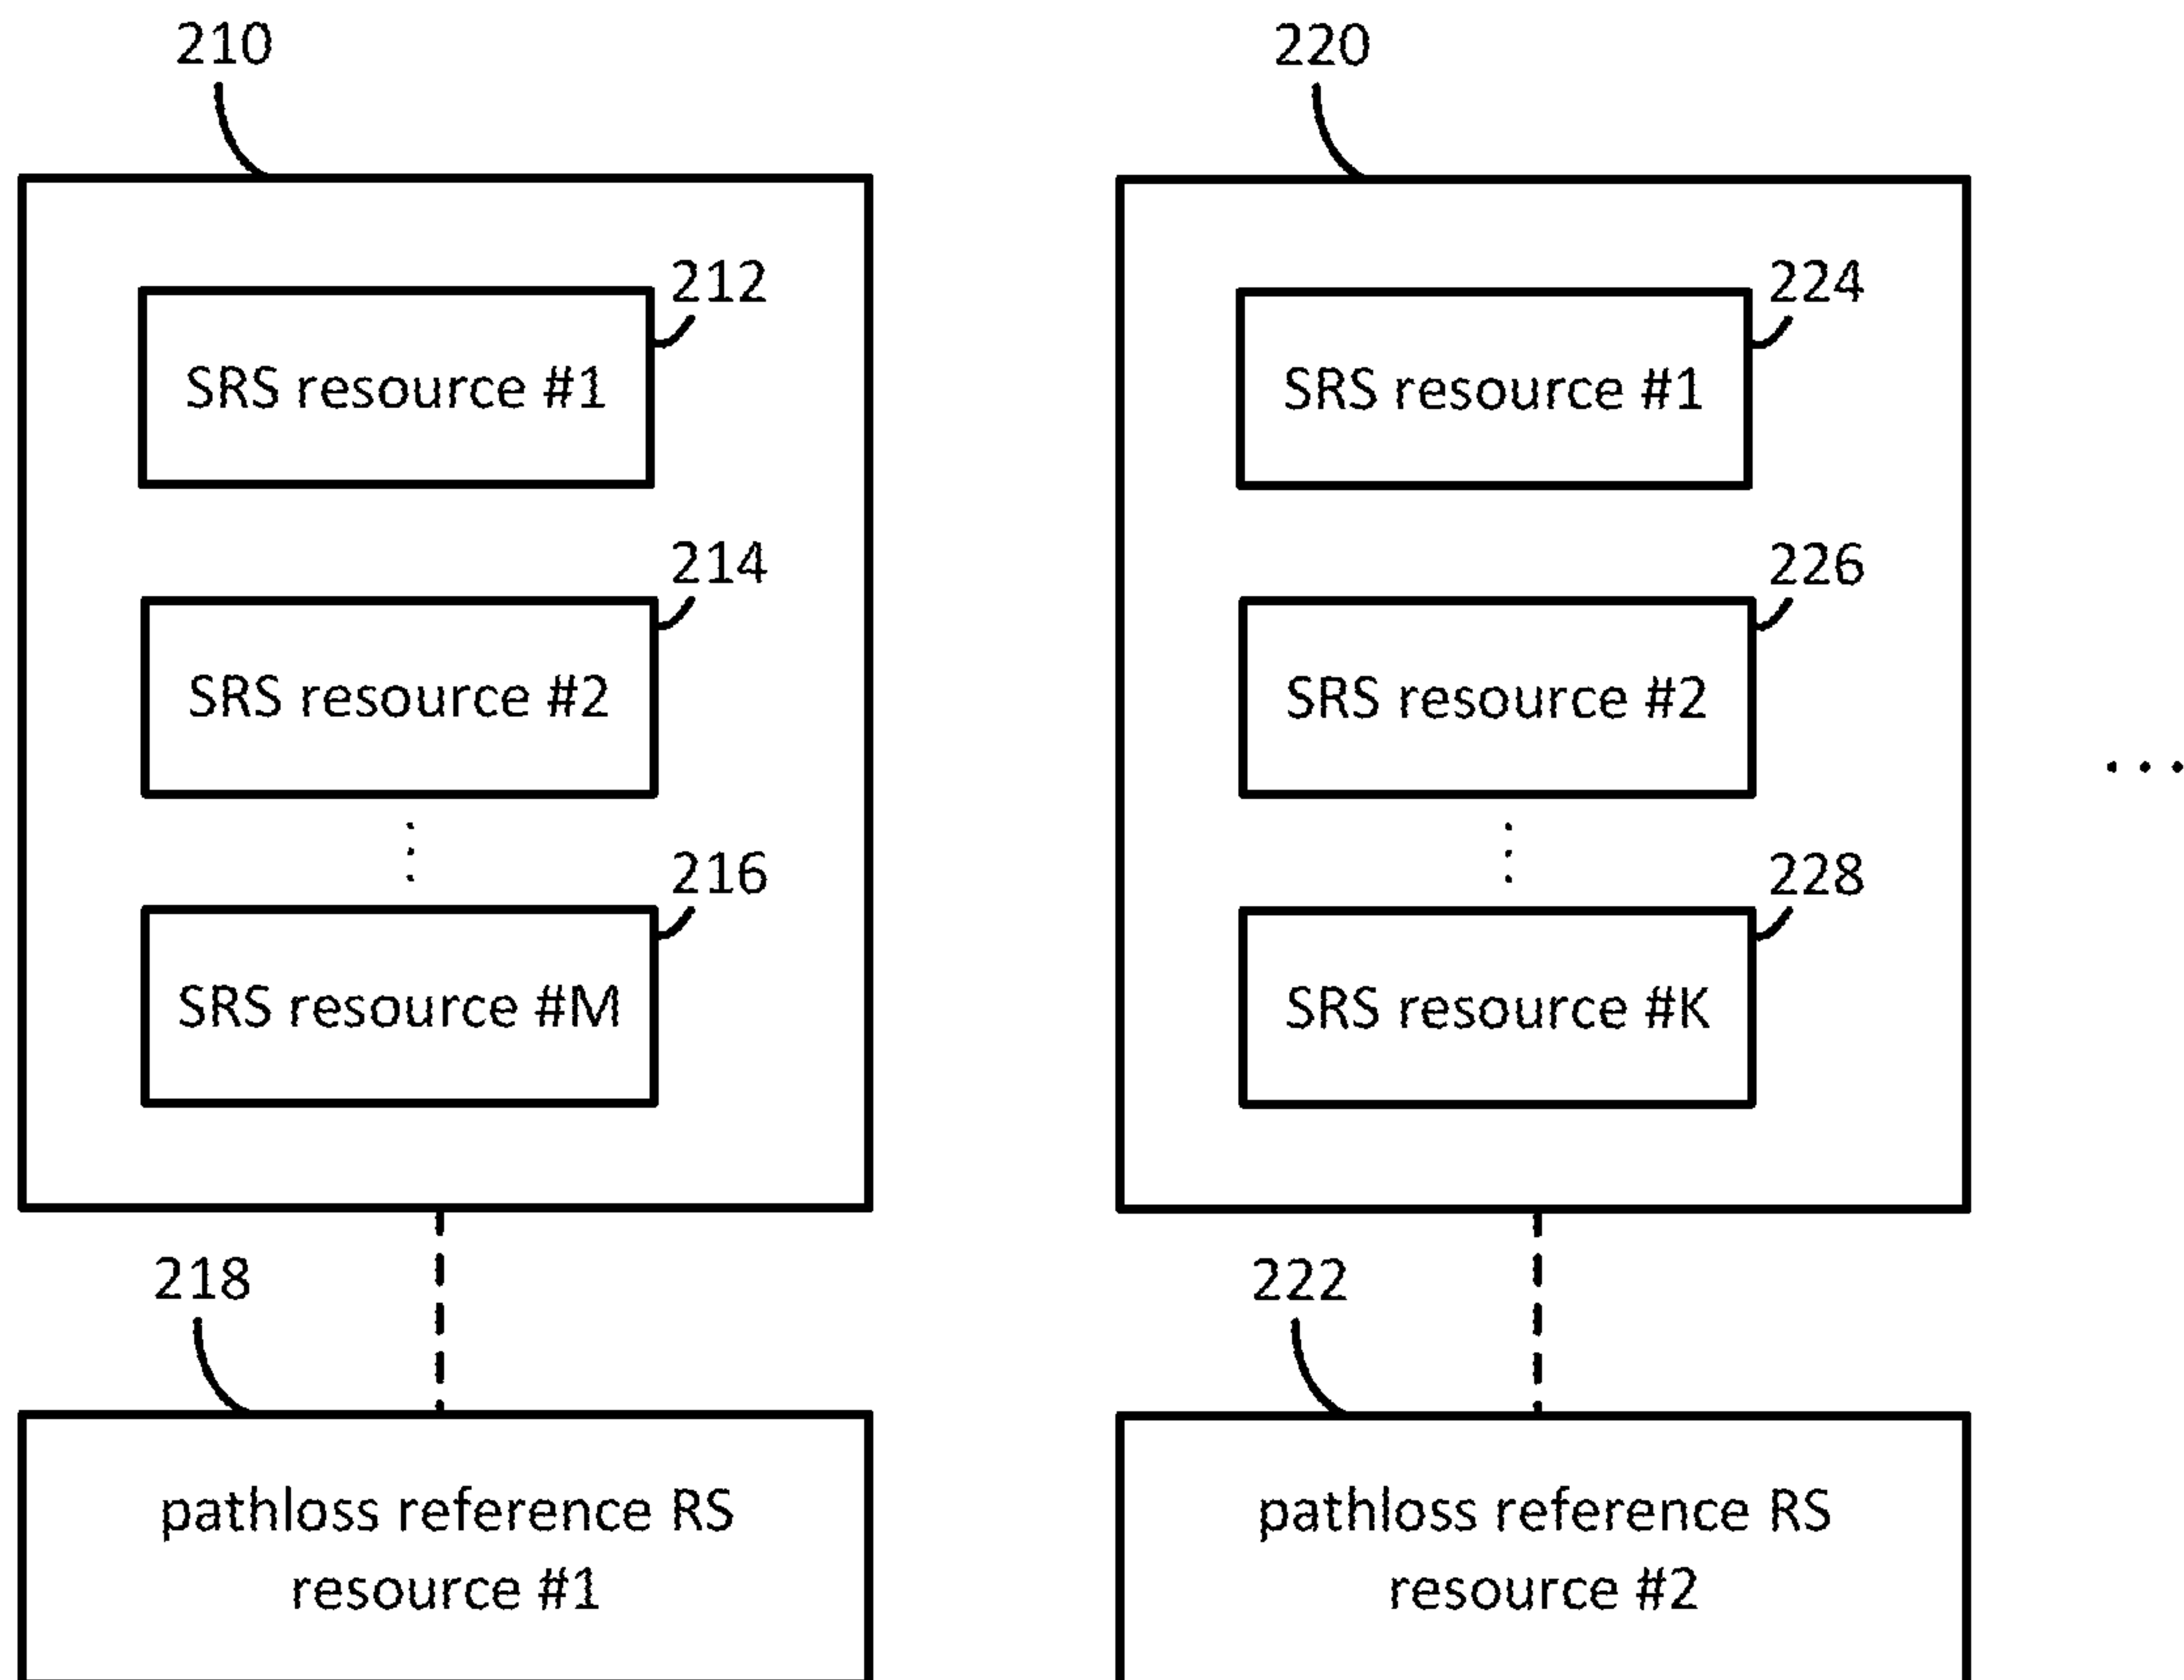 210
220
212
SRS resource #1
214
SRS resource #2
⋮
216
SRS resource #M
224
SRS resource #1
226
SRS resource #2
⋮
228
SRS resource #K
...
218
pathloss reference RS
resource #1
222
pathloss reference RS
resource #2